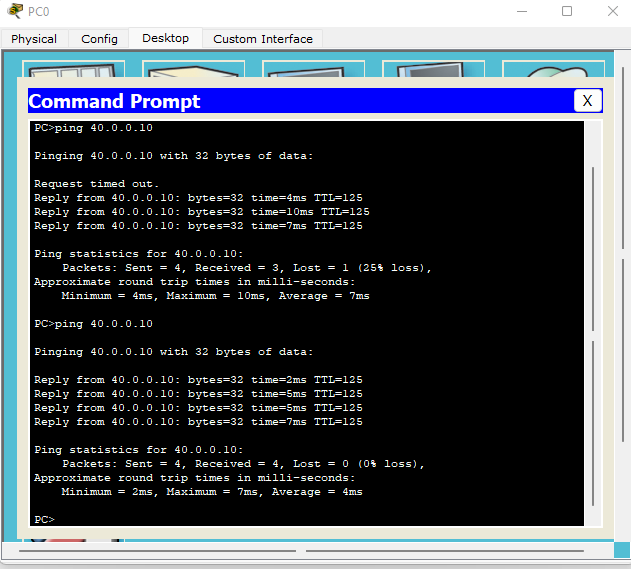 PC0
Physical Config Desktop Custom Interface
Command Prompt X
PC>ping 40.0.0.10
Pinging 40.0.0.10 with 32 bytes of data:
Request timed out.
Reply from 40.0.0.10: bytes=32 time=4ms TTL=125
Reply from 40.0.0.10: bytes=32 time=10ms TTL=125
Reply from 40.0.0.10: bytes=32 time=7ms TTL=125
Ping statistics for 40.0.0.10:
Packets: Sent = 4, Received = 3, Lost = 1 (25% loss),
Approximate round trip times in milli-seconds:
Minimum = 4ms, Maximum = 10ms, Average = 7ms
PC>ping 40.0.0.10
Pinging 40.0.0.10 with 32 bytes of data:
Reply from 40.0.0.10: bytes=32 time=2ms TTL=125
Reply from 40.0.0.10: bytes=32 time=5ms TTL=125
Reply from 40.0.0.10: bytes=32 time=5ms TTL=125
Reply from 40.0.0.10: bytes=32 time=7ms TTL=125
Ping statistics for 40.0.0.10:
Packets: Sent = 4, Received = 4, Lost = 0 (0% loss),
Approximate round trip times in milli-seconds:
Minimum = 2ms, Maximum = 7ms, Average = 4ms
PC>